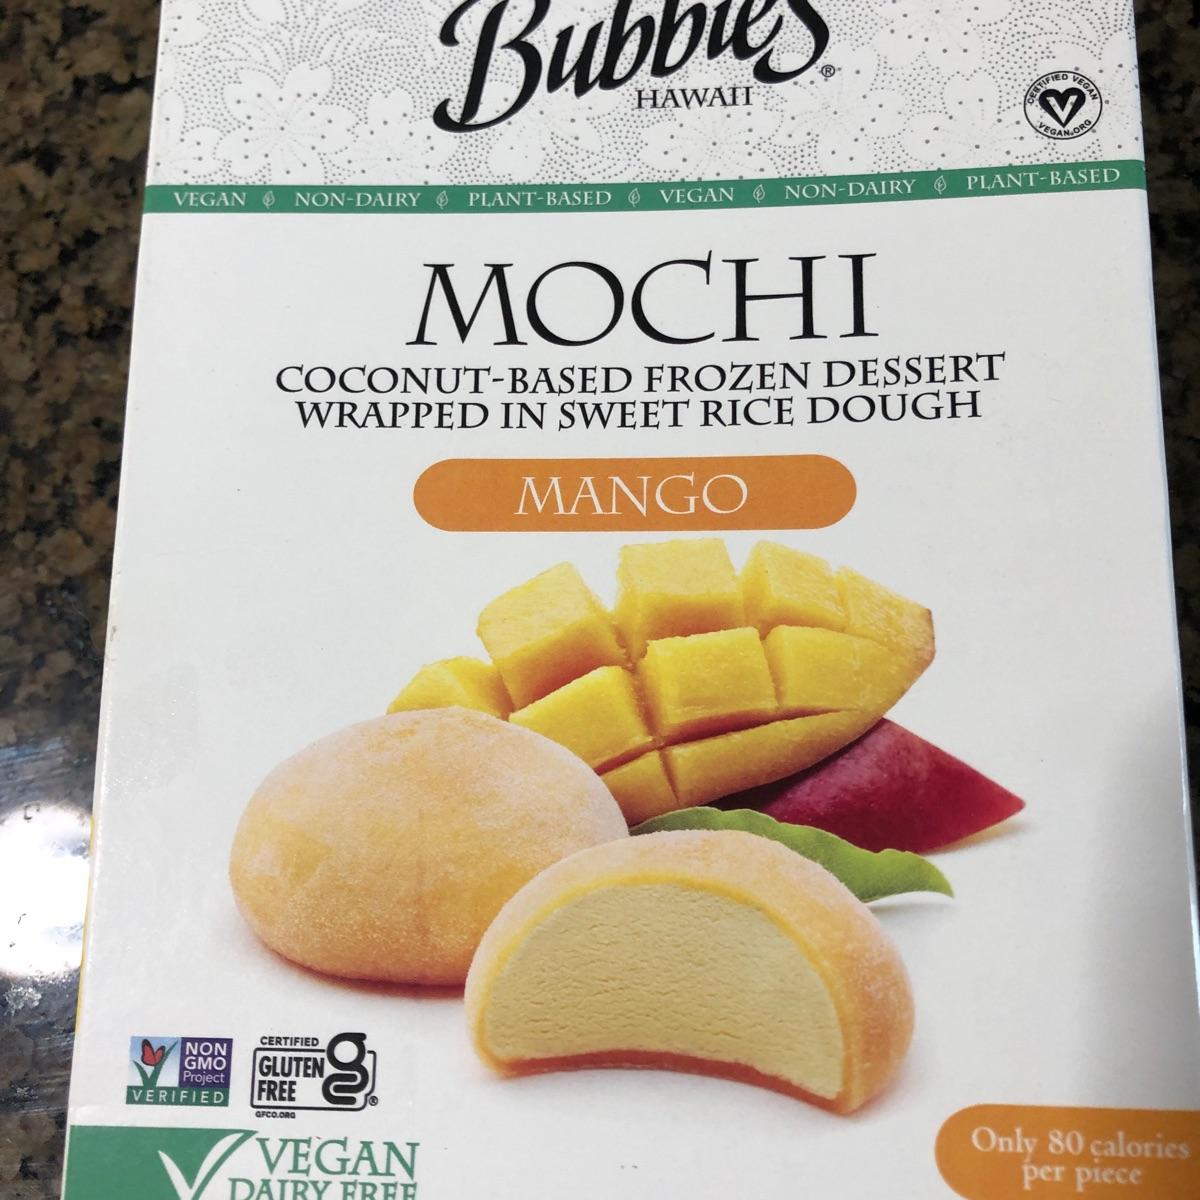 Bubbies®
HAWAII
CERTIFIED VEGAN
VEGAN.ORG
VEGAN NON-DAIRY PLANT-BASED VEGAN NON-DAIRY PLANT-BASED
MOCHI
COCONUT-BASED FROZEN DESSERT
WRAPPED IN SWEET RICE DOUGH
MANGO
NON
GMO
Project
VERIFIED
CERTIFIED
GLUTEN
FREE
®
GFCO.ORG
VEGAN
DAIRY FREE
Only 80 calories
per piece